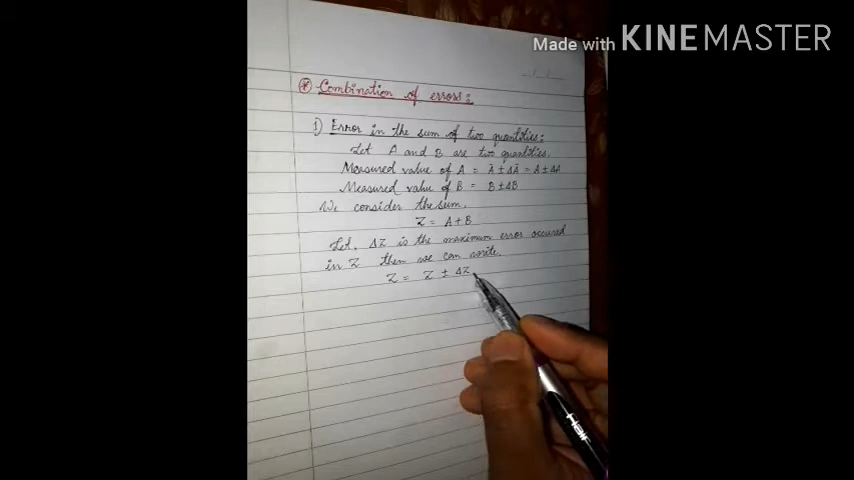 Made with KINEMASTER
* Combination of errors:
1) Error in the sum of two quantities:
Let A and B are two quantities.
Measured value of A = A ± ΔA = A ± ΔA
Measured value of B = B ± ΔB
We consider the sum.
Z = A + B
Let, ΔZ is the maximum error occured
in Z then we can write.
Z = Z ± ΔZ